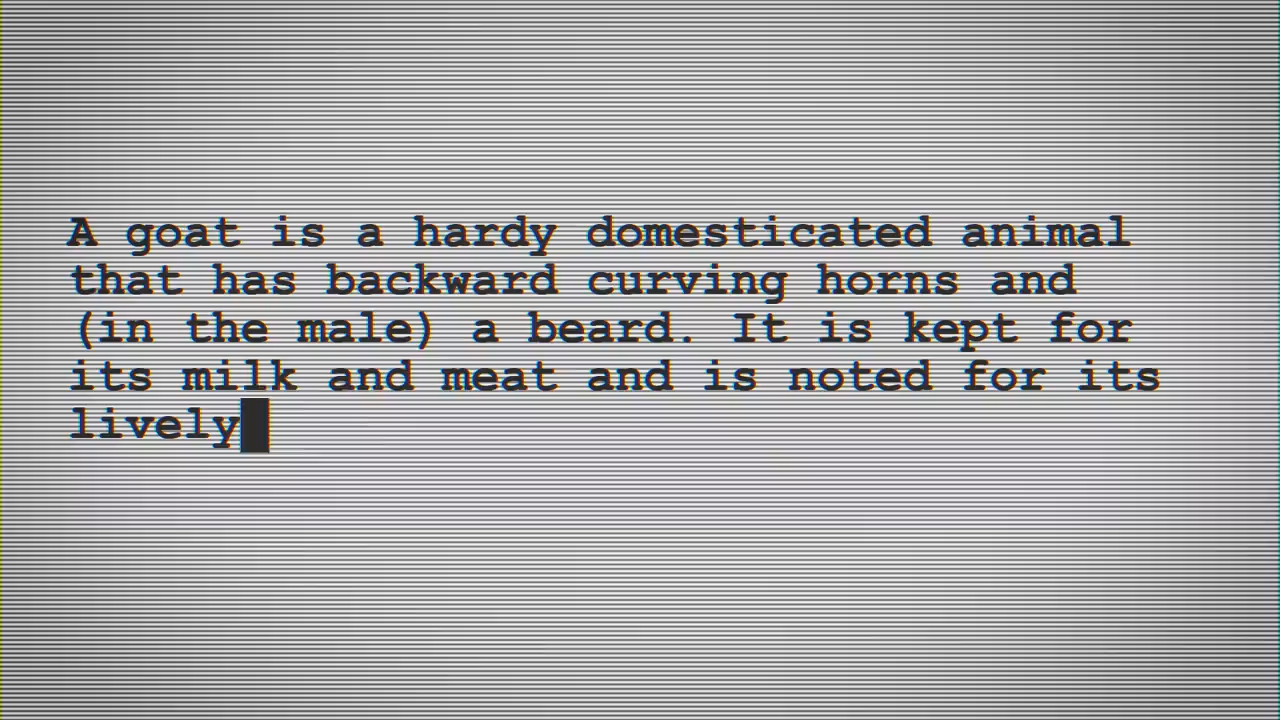 A goat is a hardy domesticated animal
that has backward curving horns and
(in the male) a beard. It is kept for
its milk and meat and is noted for its
lively